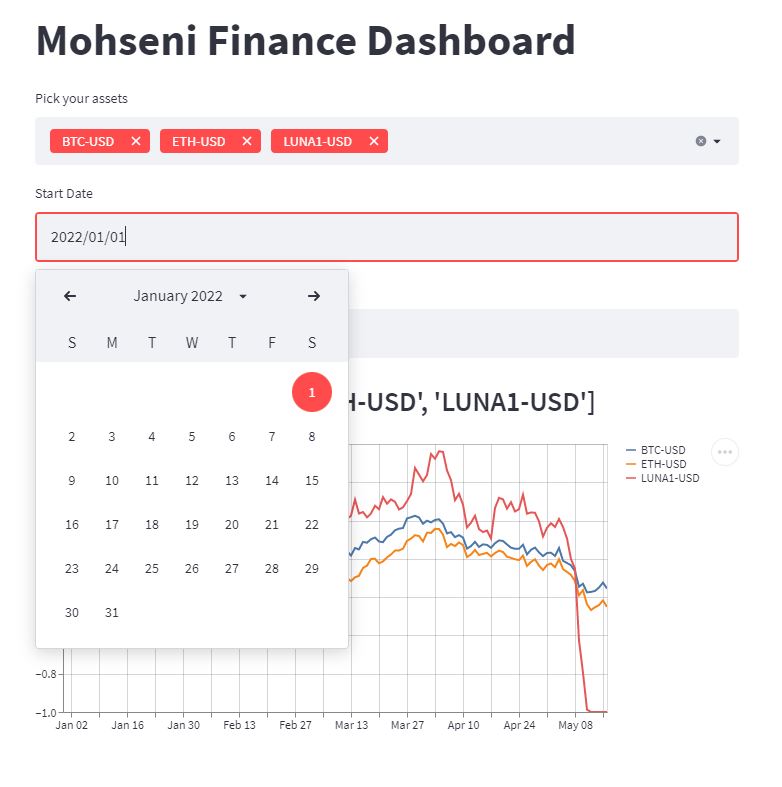 Mohseni Finance Dashboard
Pick your assets
BTC-USD ETH-USD LUNA1-USD
Start Date
2022/01/01
January 2022
S M T W T F S
1
2 3 4 5 6 7 8
9 10 11 12 13 14 15
16 17 18 19 20 21 22
23 24 25 26 27 28 29
30 31
H-USD', 'LUNA1-USD']
BTC-USD
ETH-USD
LUNA1-USD
−0.8
−1.0
Jan 02 Jan 16 Jan 30 Feb 13 Feb 27 Mar 13 Mar 27 Apr 10 Apr 24 May 08